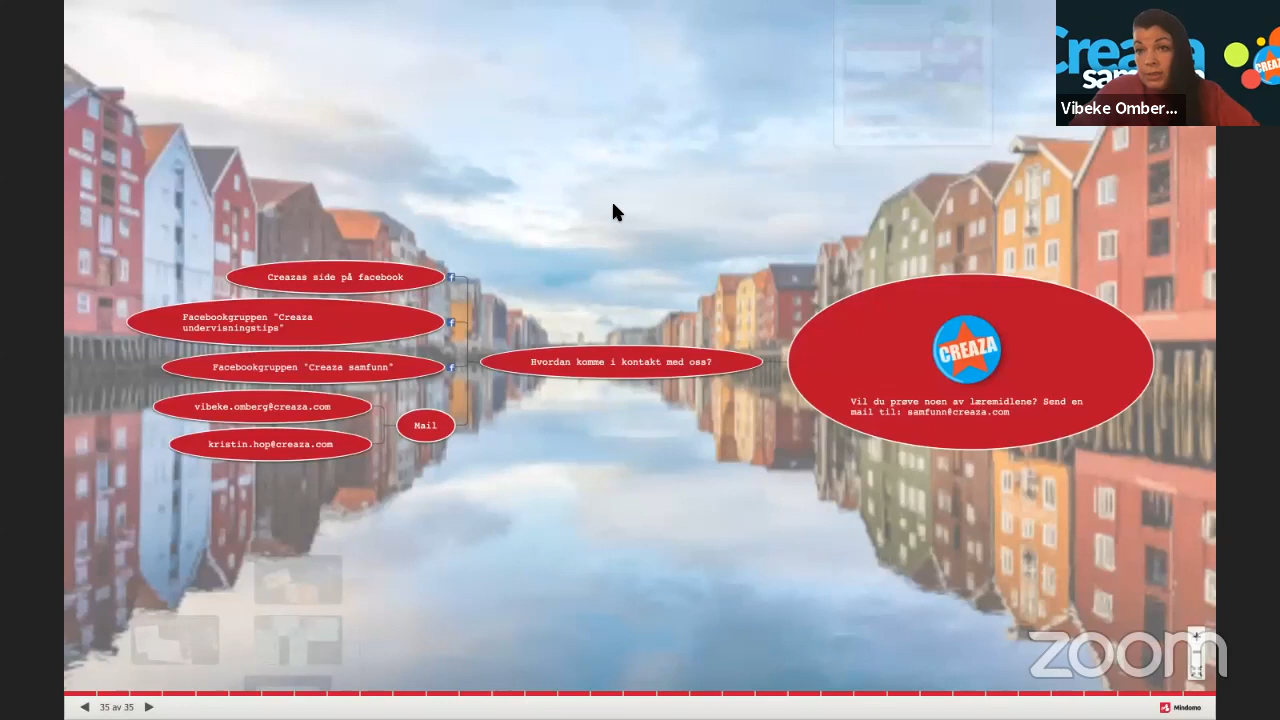 Creaza
Vibeke Omber...
Creazas side på facebook
Facebookgruppen "Creaza
undervisningstips"
Facebookgruppen "Creaza samfunn"
vibeke.omberg@creaza.com
kristin.hop@creaza.com
Mail
Hvordan komme i kontakt med oss?
CREAZA
Vil du prøve noen av læremidlene? Send en
mail til: samfunn@creaza.com
zoom
35 av 35
Mindomo